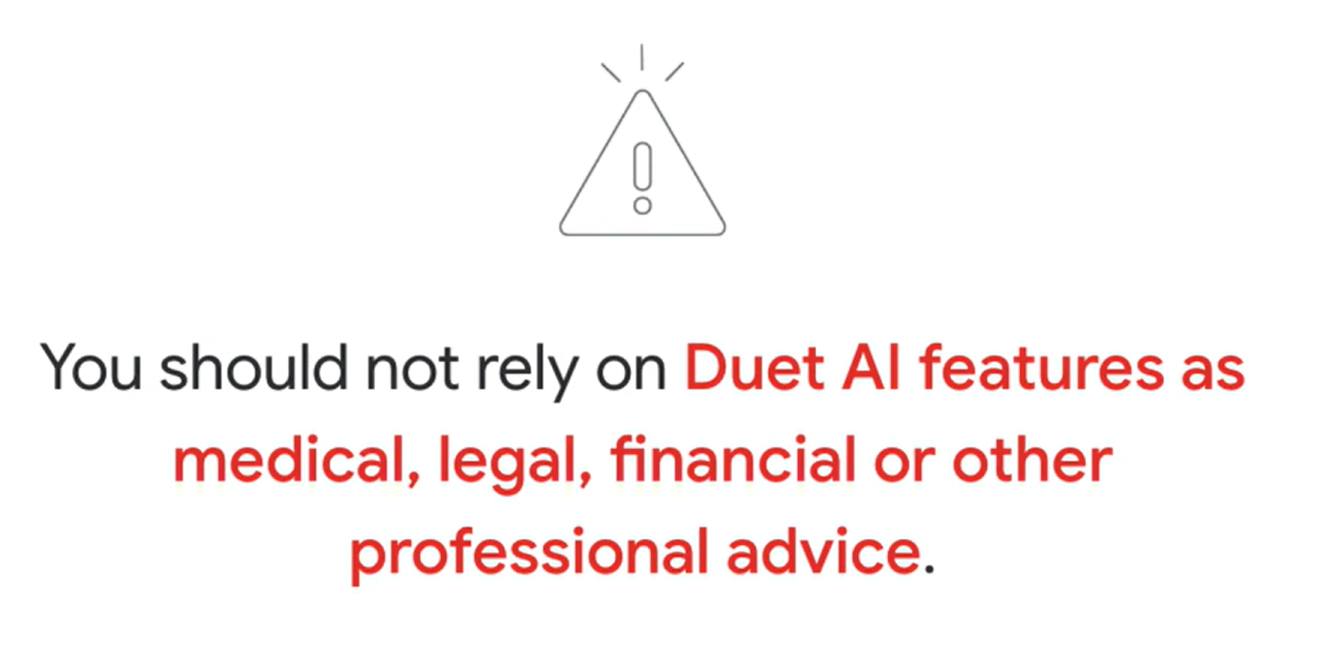 You should not rely on Duet AI features as
medical, legal, financial or other
professional advice.